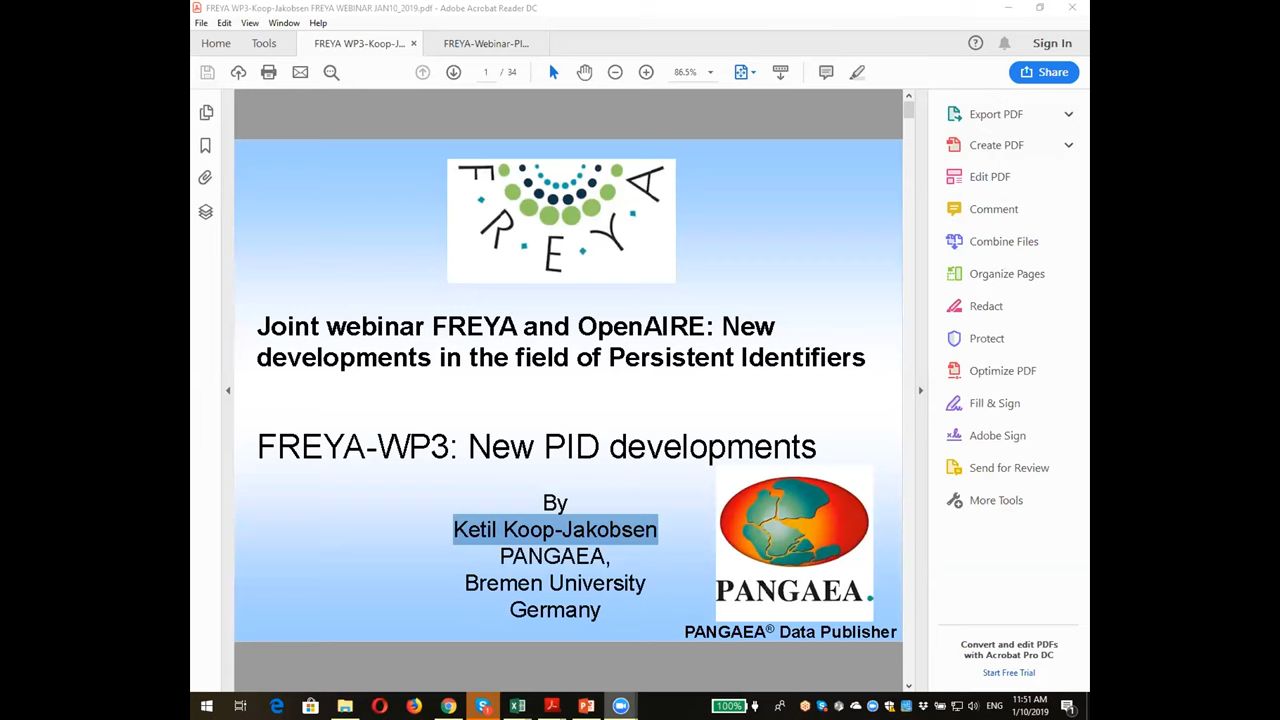 FREYA WP3-Koop-Jakobsen FREYA WEBINAR JAN10_2019.pdf - Adobe Acrobat Reader DC
File Edit View Window Help
Home Tools FREYA WP3-Koop-J... × FREYA-Webinar-PI... Sign In
1 / 34 86.5% Share
F R E Y A
Joint webinar FREYA and OpenAIRE: New
developments in the field of Persistent Identifiers
FREYA-WP3: New PID developments
By
Ketil Koop-Jakobsen
PANGAEA,
Bremen University
Germany
PANGAEA.
PANGAEA® Data Publisher
Export PDF
Create PDF
Edit PDF
Comment
Combine Files
Organize Pages
Redact
Protect
Optimize PDF
Fill & Sign
Adobe Sign
Send for Review
More Tools
Convert and edit PDFs
with Acrobat Pro DC
Start Free Trial
100% ENG 11:51 AM
1/10/2019